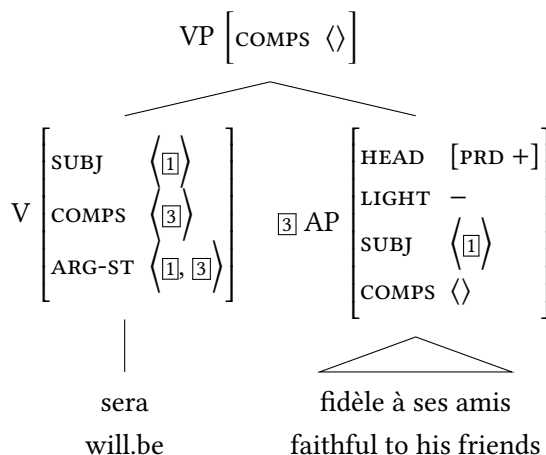 VP [COMPS ⟨⟩]
V [SUBJ ⟨[1]⟩
COMPS ⟨[3]⟩
ARG-ST ⟨[1], [3]⟩]
[3] AP [HEAD [PRD +]
LIGHT –
SUBJ ⟨[1]⟩
COMPS ⟨⟩]
sera
will.be
fidèle à ses amis
faithful to his friends